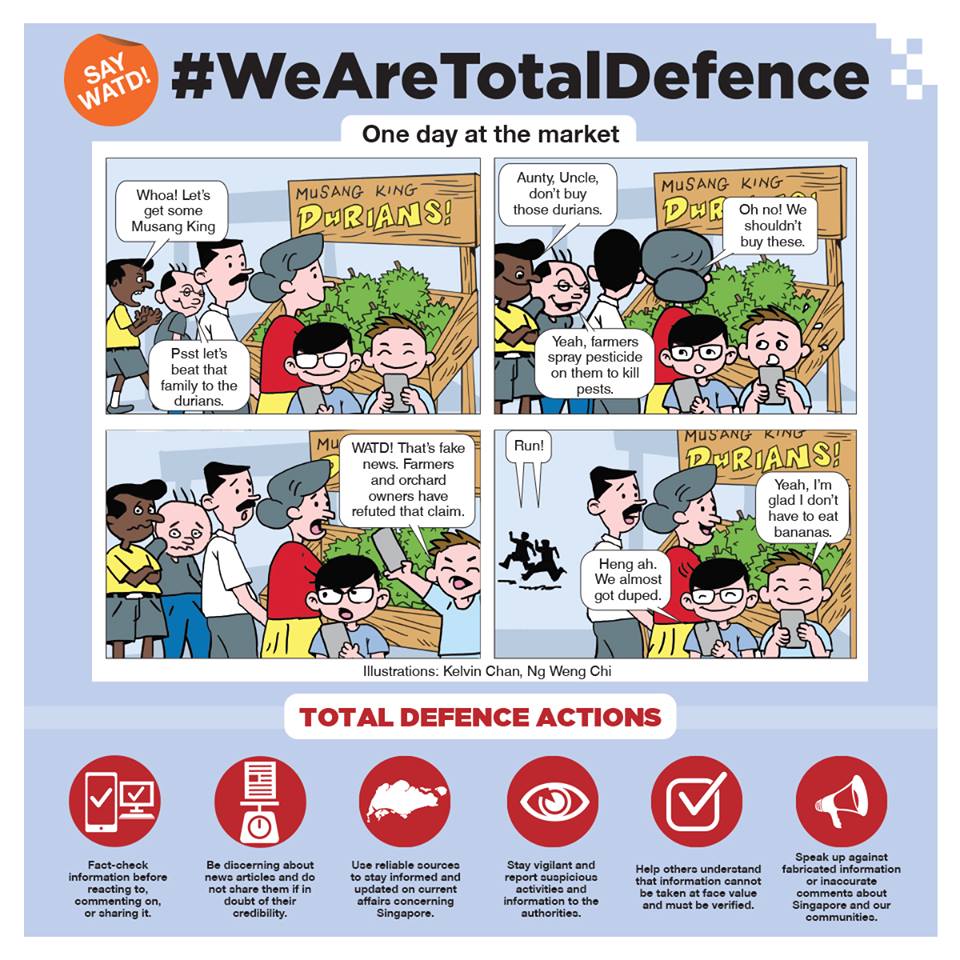 SAY
WATD!
#WeAreTotalDefence
One day at the market
Whoa! Let's
get some
Musang King
MUSANG KING
DURIANS!
Psst let's
beat that
family to the
durians.
Aunty, Uncle,
don't buy
those durians.
MUSANG KING
DUR
Oh no! We
shouldn't
buy these.
Yeah, farmers
spray pesticide
on them to kill
pests.
MU
WATD! That's fake
news. Farmers
and orchard
owners have
refuted that claim.
Run!
MUSANG KING
DURIANS!
Yeah, I'm
glad I don't
have to eat
bananas.
Heng ah.
We almost
got duped.
Illustrations: Kelvin Chan, Ng Weng Chi
TOTAL DEFENCE ACTIONS
Fact-check
information before
reacting to,
commenting on,
or sharing it.
Be discerning about
news articles and do
not share them if in
doubt of their
credibility.
Use reliable sources
to stay informed and
updated on current
affairs concerning
Singapore.
Stay vigilant and
report suspicious
activities and
information to the
authorities.
Help others understand
that information cannot
be taken at face value
and must be verified.
Speak up against
fabricated information
or inaccurate
comments about
Singapore and our
communities.